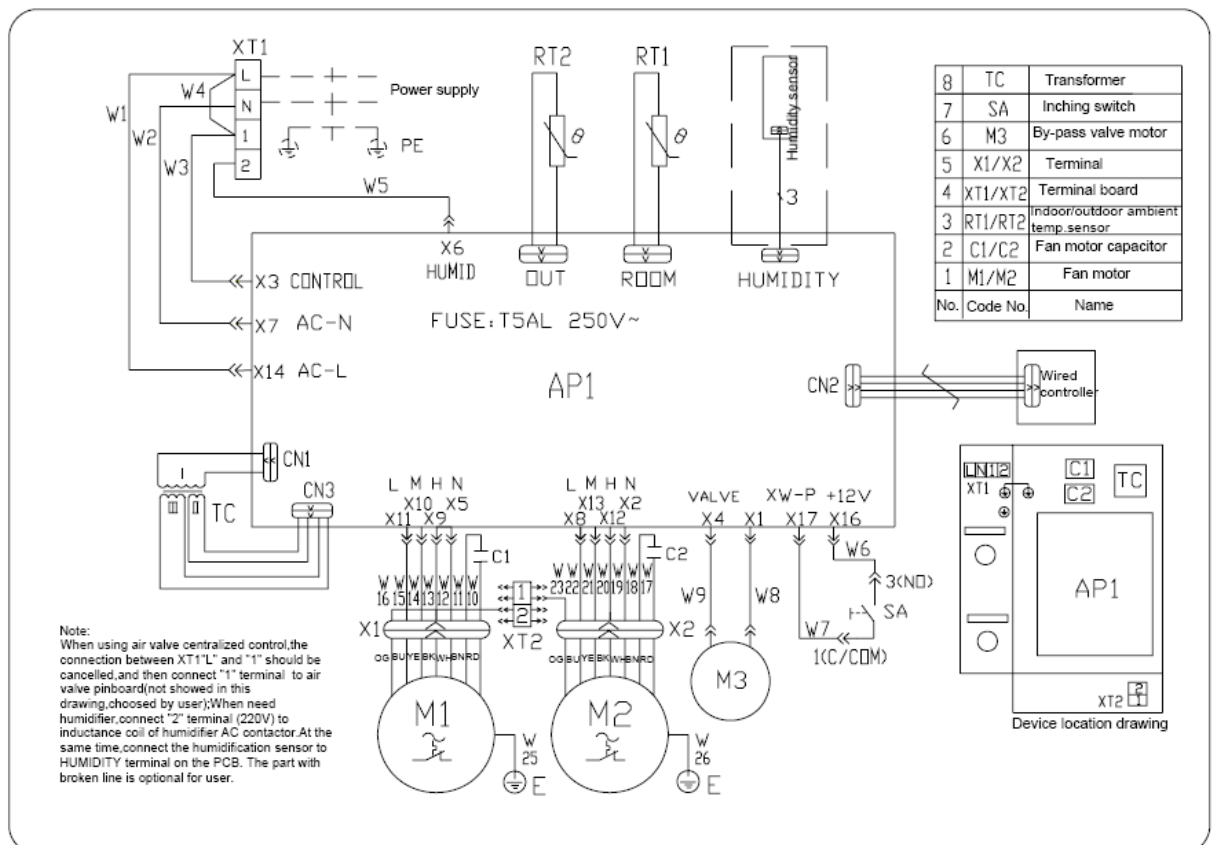 XT1
L
N
1
2
W4
W1
W2
W3
W5
Power supply
PE
RT2
RT1
θ
θ
Humidity sensor
3
8 TC Transformer
7 SA Inching switch
6 M3 By-pass valve motor
5 X1/X2 Terminal
4 XT1/XT2 Terminal board
3 RT1/RT2 Indoor/outdoor ambient
temp.sensor
2 C1/C2 Fan motor capacitor
1 M1/M2 Fan motor
No. Code No. Name
X6
HUMID
OUT
ROOM
HUMIDITY
X3 CONTROL
X7 AC-N
X14 AC-L
FUSE:T5AL 250V~
AP1
CN2
Wired
controller
CN1
CN3
I
III II
TC
L M H N
X10 X5
X11 X9
L M H N
X13 X2
X8 X12
VALVE XW-P +12V
X4 X1 X17 X16
C1
C2
W W W W W W W
16 15 14 13 12 11 10
W
23 22 21 20 19 18 17
1
2
XT2
X1
X2
OG BU YE BK WH BN RD
OG BU YE BK WH BN RD
W9
W8
W6
3(NO)
SA
W7
1(C/COM)
M1
M2
M3
W
25
E
W
26
E
L N 1 2
XT1
C1
C2
TC
AP1
XT2
2
1
Device location drawing
Note:
When using air valve centralized control,the
connection between XT1"L" and "1" should be
cancelled,and then connect "1" terminal to air
valve pinboard(not showed in this
drawing,choosed by user);When need
humidifier,connect "2" terminal (220V) to
inductance coil of humidifier AC contactor.At the
same time,connect the humidification sensor to
HUMIDITY terminal on the PCB. The part with
broken line is optional for user.